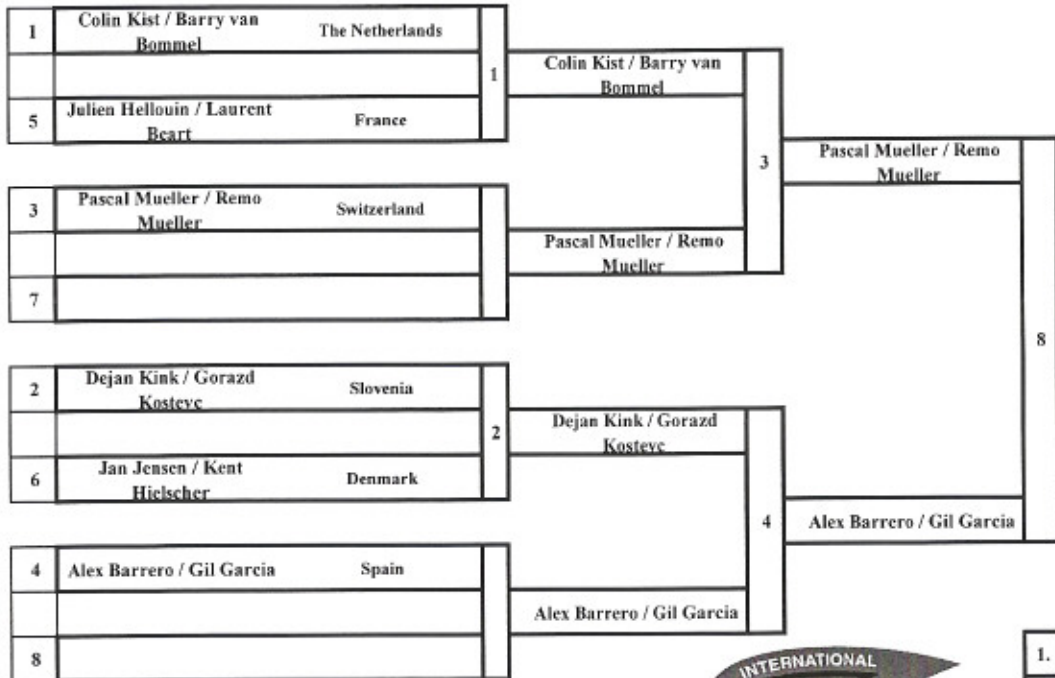 1 Colin Kist / Barry van Bommel The Netherlands
1
5 Julien Hellouin / Laurent Beart France
3 Pascal Mueller / Remo Mueller Switzerland
7
2 Dejan Kink / Gorazd Kostevc Slovenia
2
6 Jan Jensen / Kent Hielscher Denmark
4 Alex Barrero / Gil Garcia Spain
8
Colin Kist / Barry van Bommel
3
Pascal Mueller / Remo Mueller
Dejan Kink / Gorazd Kostevc
4
Alex Barrero / Gil Garcia
Pascal Mueller / Remo Mueller
8
Alex Barrero / Gil Garcia
INTERNATIONAL
1.